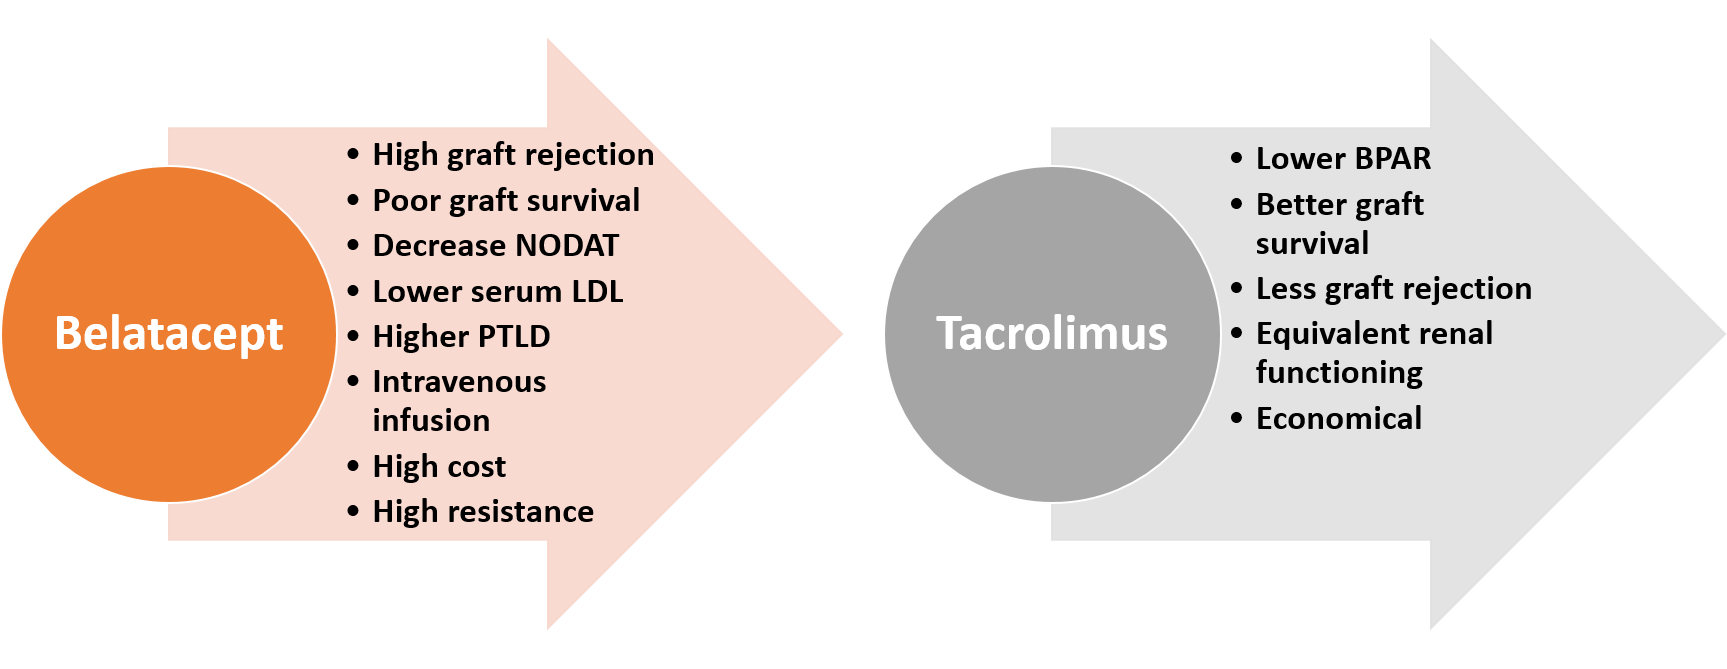 Belatacept
• High graft rejection
• Poor graft survival
• Decrease NODAT
• Lower serum LDL
• Higher PTLD
• Intravenous
infusion
• High cost
• High resistance
Tacrolimus
• Lower BPAR
• Better graft
survival
• Less graft rejection
• Equivalent renal
functioning
• Economical